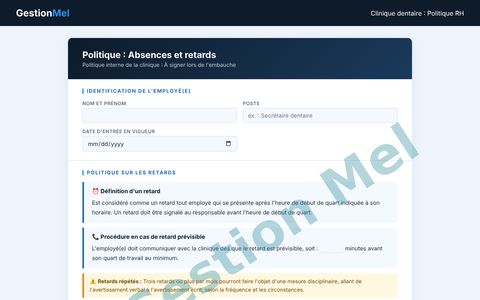 GestionMel
Clinique dentaire : Politique RH
Politique : Absences et retards
Politique interne de la clinique : À signer lors de l'embauche
IDENTIFICATION DE L'EMPLOYÉ(E)
NOM ET PRÉNOM
POSTE
ex. : Secrétaire dentaire
DATE D'ENTRÉE EN VIGUEUR
mm/dd/yyyy
POLITIQUE SUR LES RETARDS
⏰ Définition d'un retard
Est considéré comme un retard tout employé qui se présente après l'heure de début de quart indiquée à son
horaire. Un retard doit être signalé au responsable avant l'heure de début de quart.
📞 Procédure en cas de retard prévisible
L'employé(e) doit communiquer avec la clinique dès que le retard est prévisible, soit : ________ minutes avant
son quart de travail au minimum.
⚠️ Retards répétés : Trois retards ou plus par mois pourront faire l'objet d'une mesure disciplinaire, allant de
l'avertissement verbal à l'avertissement écrit, selon la fréquence et les circonstances.
Gestion Mel